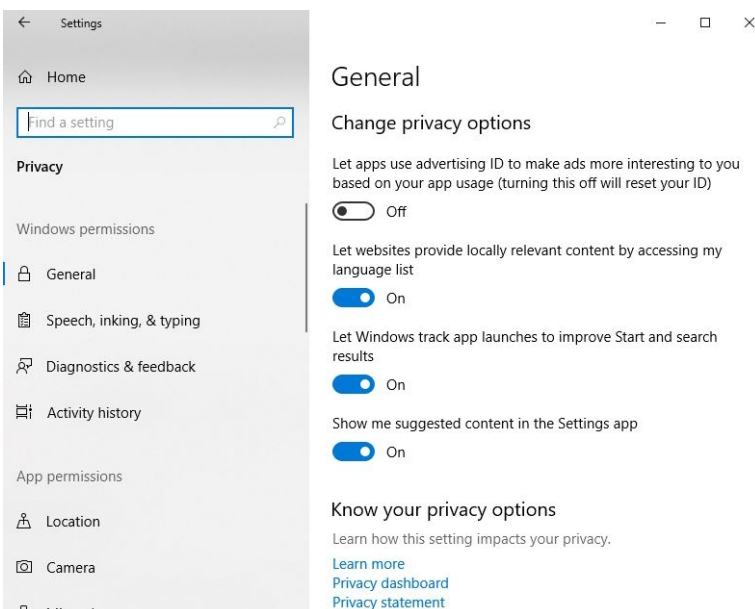 Settings
Home
Find a setting
Privacy
Windows permissions
General
Speech, inking, & typing
Diagnostics & feedback
Activity history
App permissions
Location
Camera
General
Change privacy options
Let apps use advertising ID to make ads more interesting to you
based on your app usage (turning this off will reset your ID)
Off
Let websites provide locally relevant content by accessing my
language list
On
Let Windows track app launches to improve Start and search
results
On
Show me suggested content in the Settings app
On
Know your privacy options
Learn how this setting impacts your privacy.
Learn more
Privacy dashboard
Privacy statement